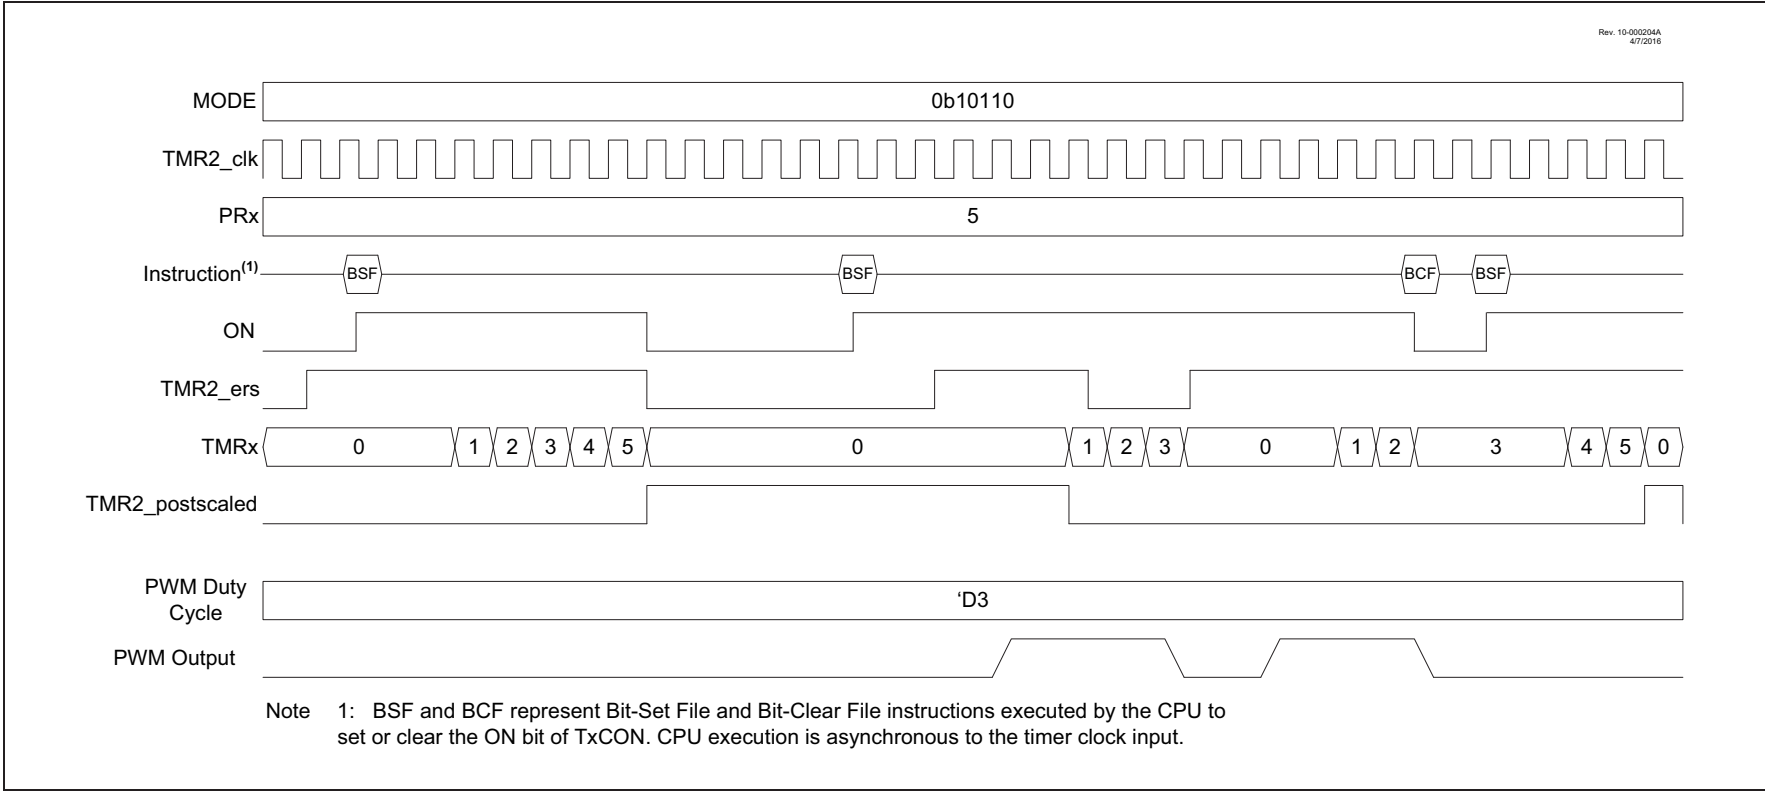 Rev. 10-000204A
4/7/2016
MODE 0b10110
TMR2_clk
PRx 5
Instruction(1) BSF BSF BCF BSF
ON
TMR2_ers
TMRx 0 1 2 3 4 5 0 1 2 3 0 1 2 3 4 5 0
TMR2_postscaled
PWM Duty
Cycle
‘D3
PWM Output
Note 1: BSF and BCF represent Bit-Set File and Bit-Clear File instructions executed by the CPU to
set or clear the ON bit of TxCON. CPU execution is asynchronous to the timer clock input.